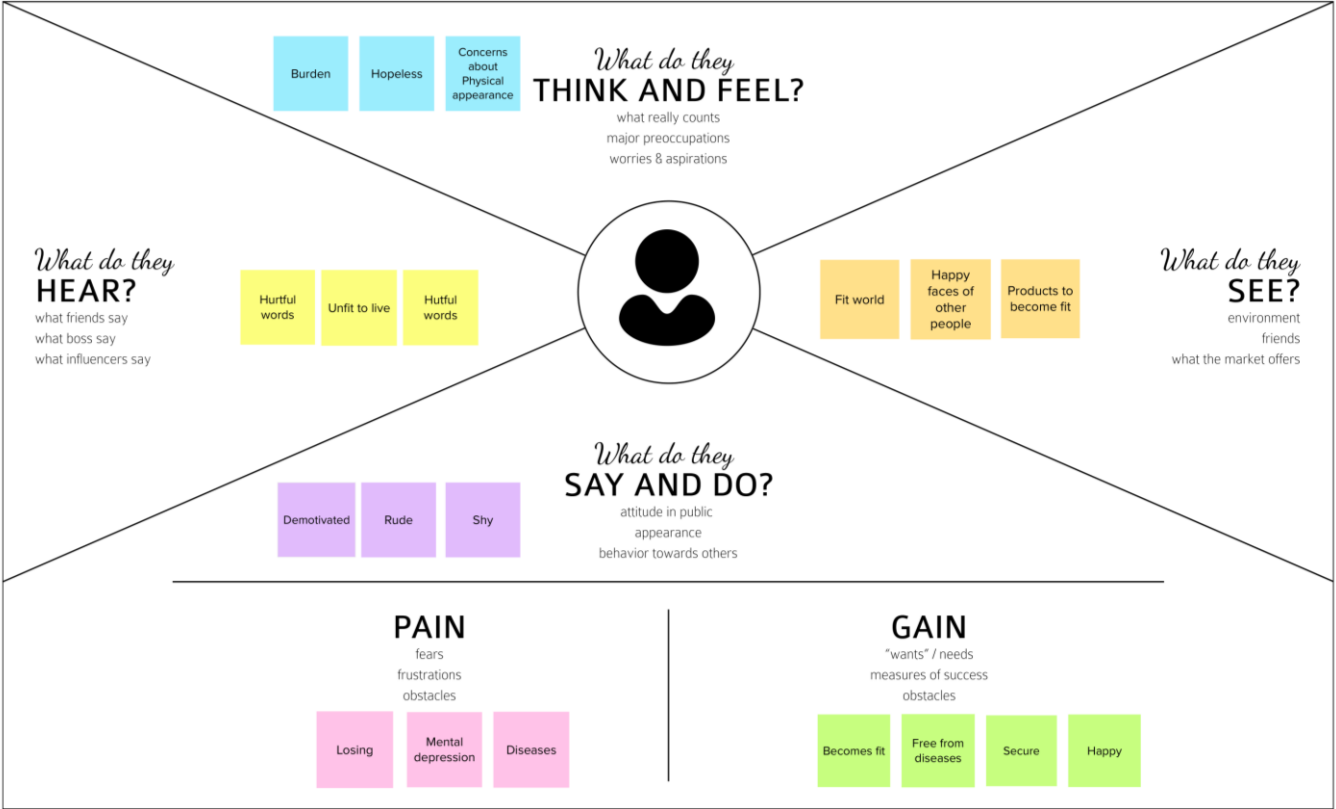 Burden
Hopeless
Concerns
about
Physical
appearance
What do they
THINK AND FEEL?
what really counts
major preoccupations
worries & aspirations
What do they
HEAR?
what friends say
what boss say
what influencers say
Hurtful
words
Unfit to live
Hutful
words
Fit world
Happy
faces of
other
people
Products to
become fit
What do they
SEE?
environment
friends
what the market offers
What do they
SAY AND DO?
attitude in public
appearance
behavior towards others
Demotivated
Rude
Shy
PAIN
fears
frustrations
obstacles
Losing
Mental
depression
Diseases
GAIN
“wants” / needs
measures of success
obstacles
Becomes fit
Free from
diseases
Secure
Happy